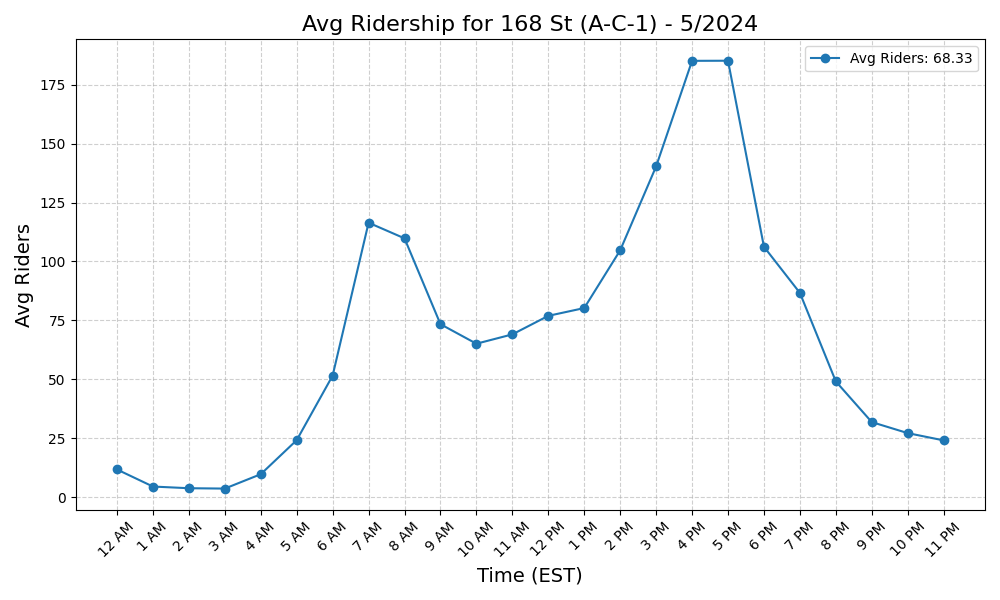 Avg Ridership for 168 St (A-C-1) - 5/2024
Avg Riders: 68.33
Avg Riders
175
150
125
100
75
50
25
0
12 AM
1 AM
2 AM
3 AM
4 AM
5 AM
6 AM
7 AM
8 AM
9 AM
10 AM
11 AM
12 PM
1 PM
2 PM
3 PM
4 PM
5 PM
6 PM
7 PM
8 PM
9 PM
10 PM
11 PM
Time (EST)